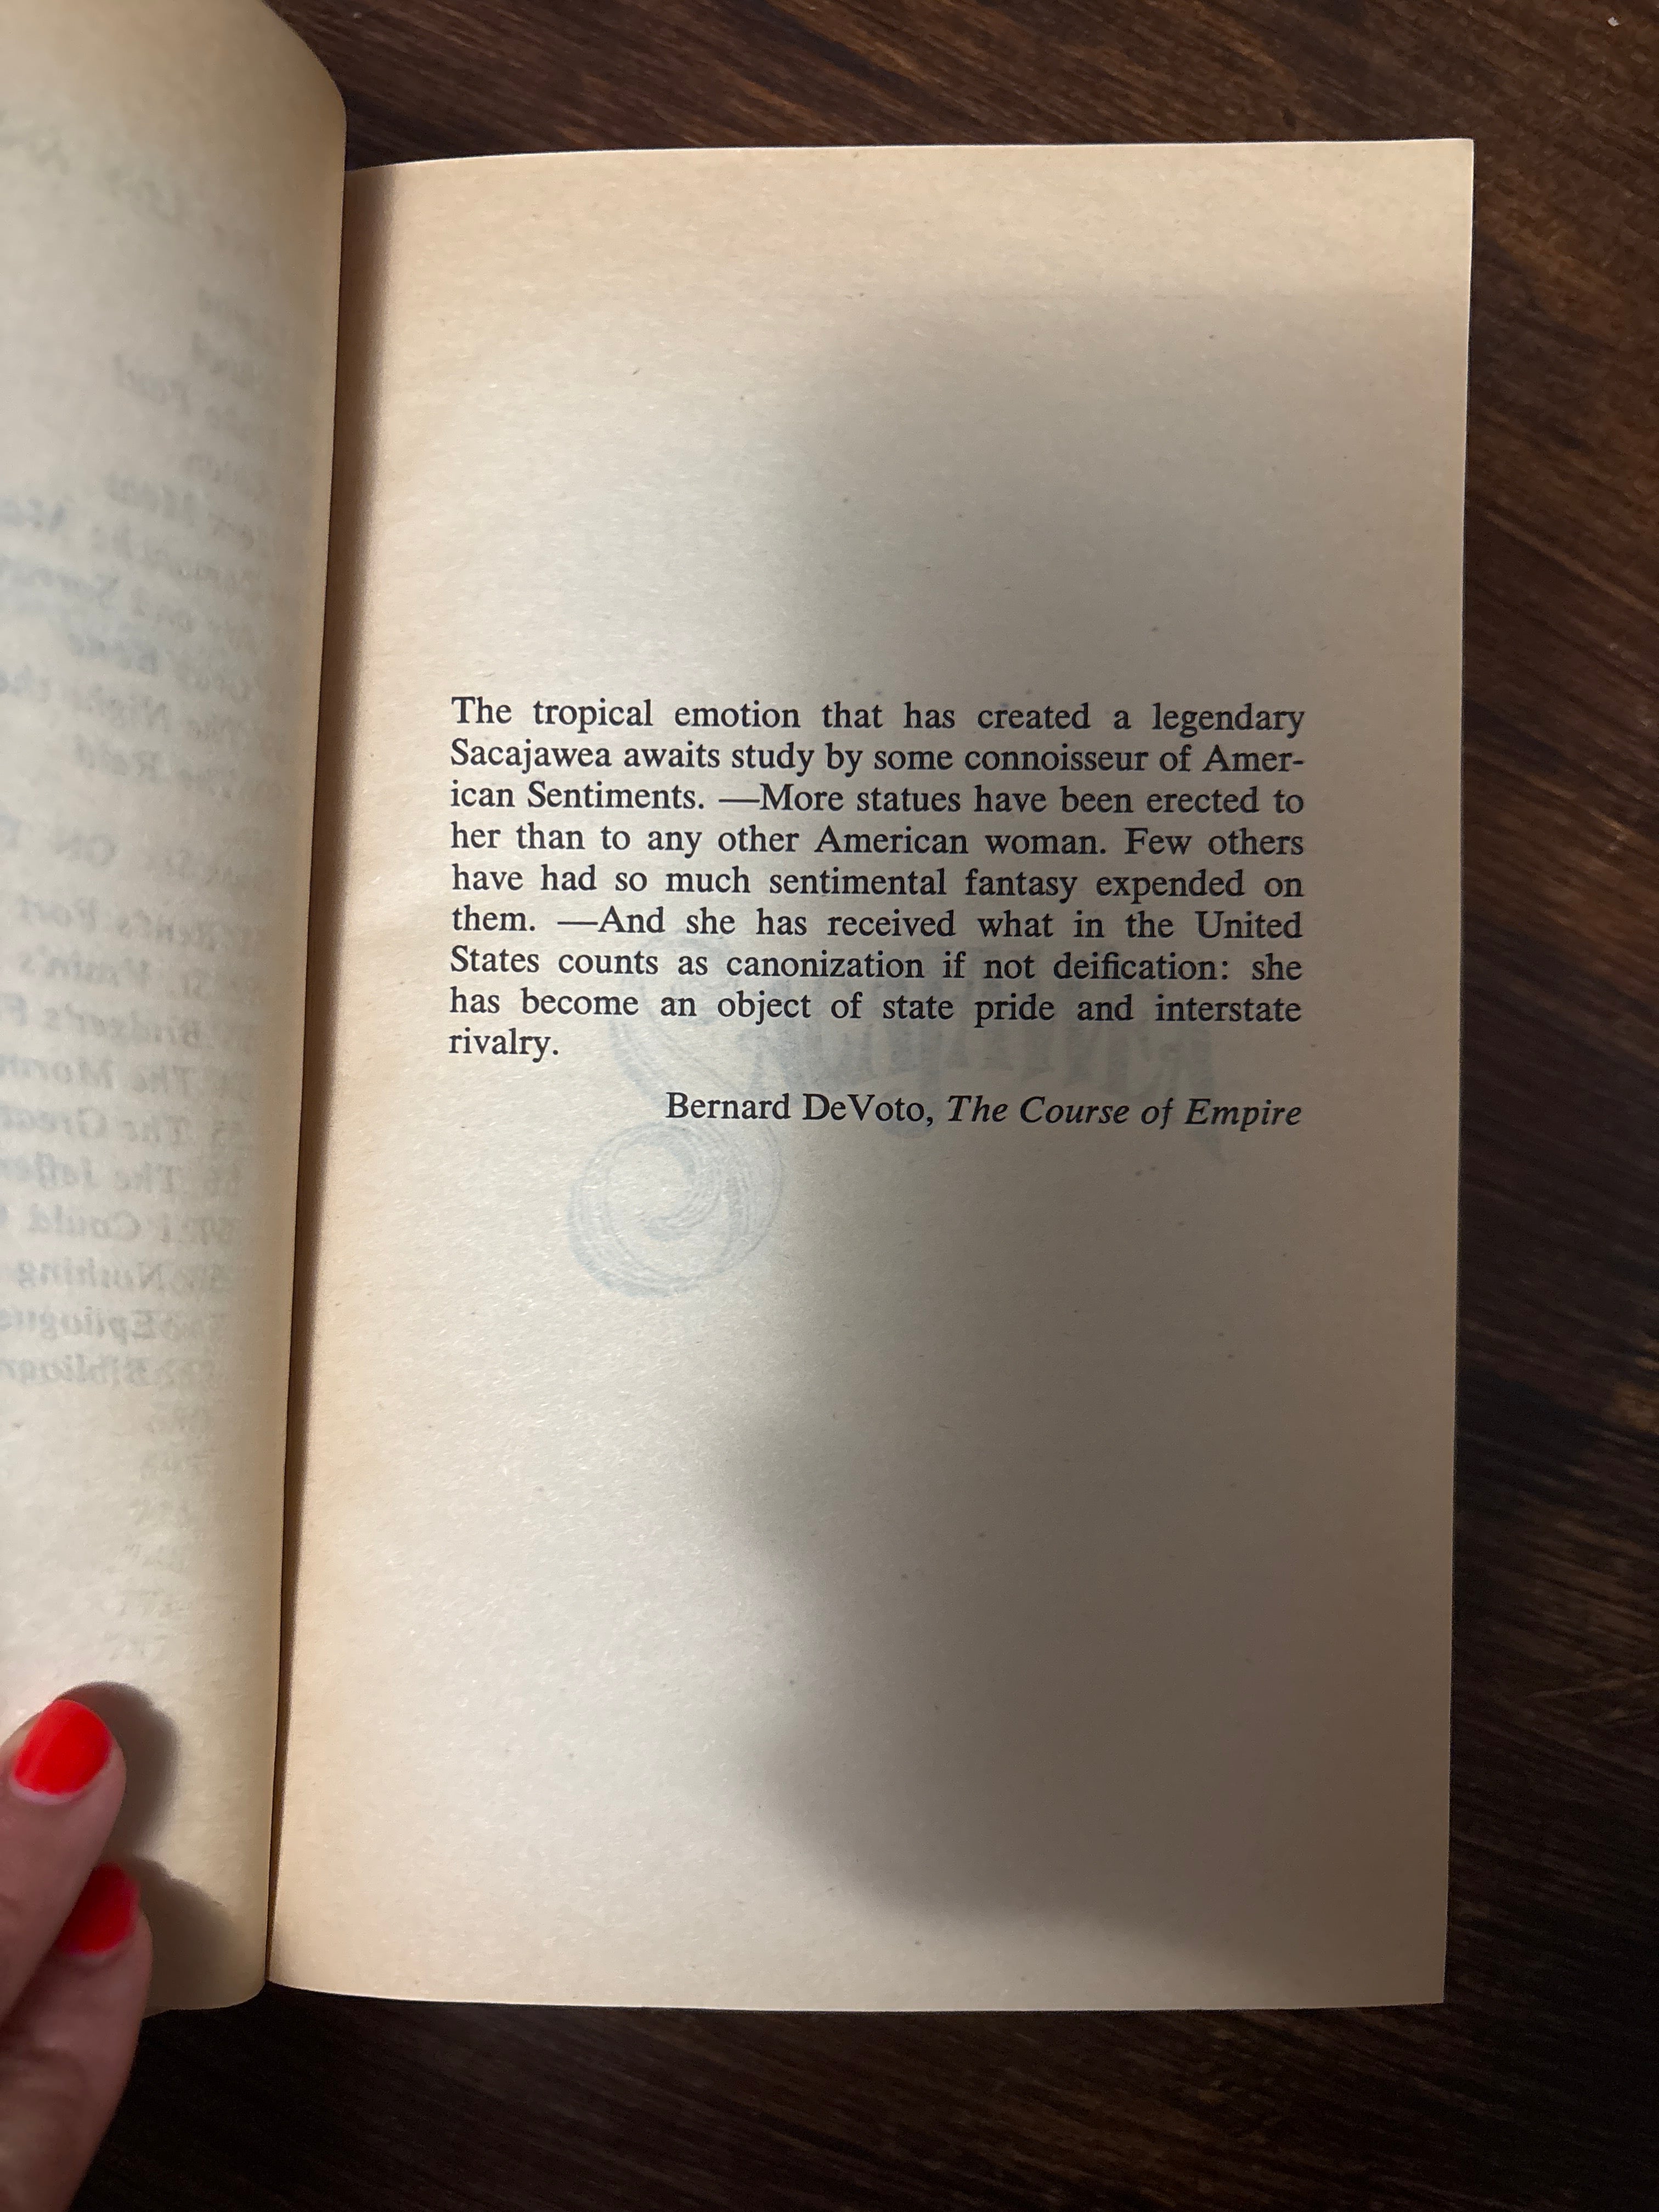 The tropical emotion that has created a legendary
Sacajawea awaits study by some connoisseur of Amer-
ican Sentiments. —More statues have been erected to
her than to any other American woman. Few others
have had so much sentimental fantasy expended on
them. —And she has received what in the United
States counts as canonization if not deification: she
has become an object of state pride and interstate
rivalry.
Bernard DeVoto, The Course of Empire